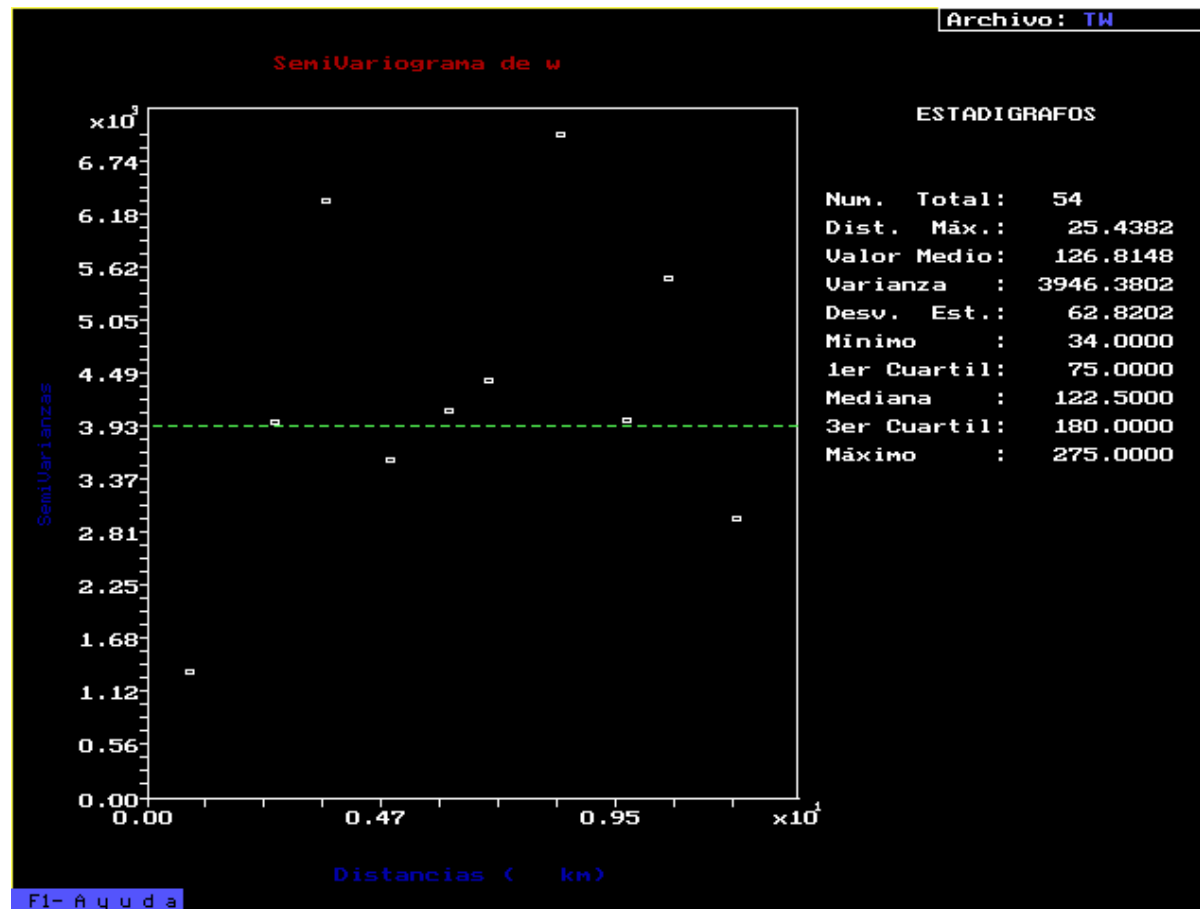 Archivo: TW
SemiVariograma de w
x10³
6.74
6.18
5.62
5.05
4.49
3.93
3.37
2.81
2.25
1.68
1.12
0.56
0.00
SemiVarianzas
0.00 0.47 0.95 x10¹
Distancias ( km)
ESTADIGRAFOS
Num. Total: 54
Dist. Máx.: 25.4382
Valor Medio: 126.8148
Varianza : 3946.3802
Desv. Est.: 62.8202
Mínimo : 34.0000
1er Cuartil: 75.0000
Mediana : 122.5000
3er Cuartil: 180.0000
Máximo : 275.0000
F1- A y u d a